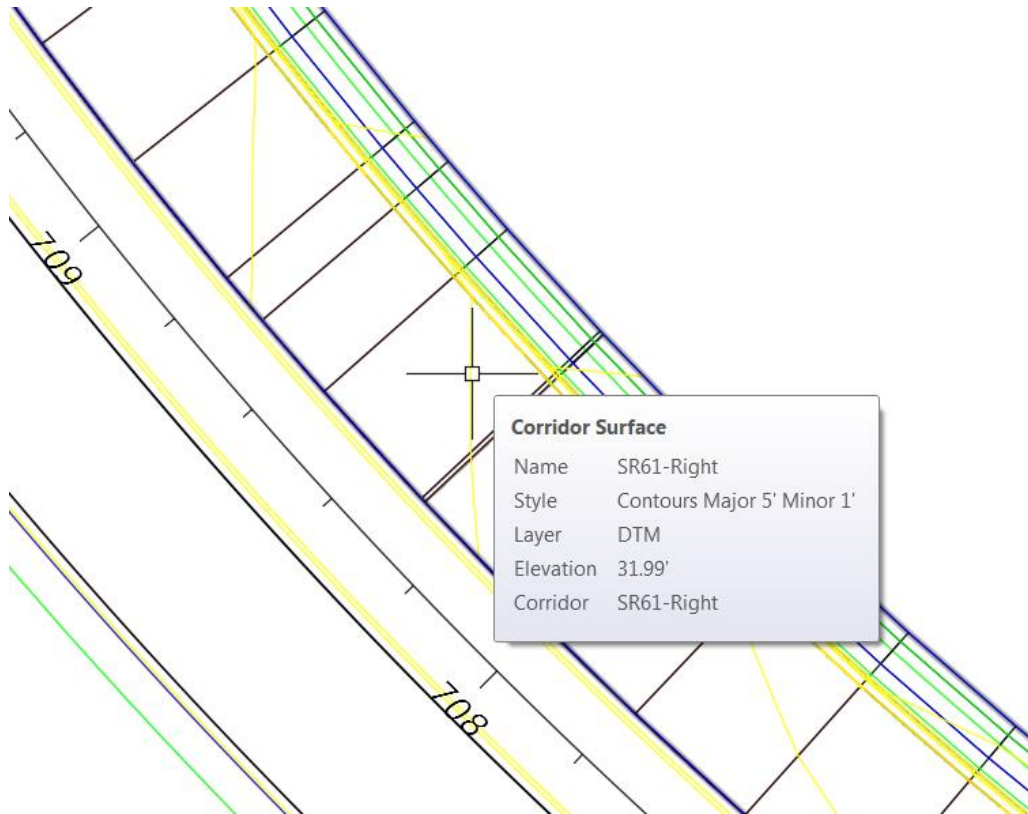 709
Corridor Surface
Name SR61-Right
Style Contours Major 5' Minor 1'
Layer DTM
Elevation 31.99'
Corridor SR61-Right
708